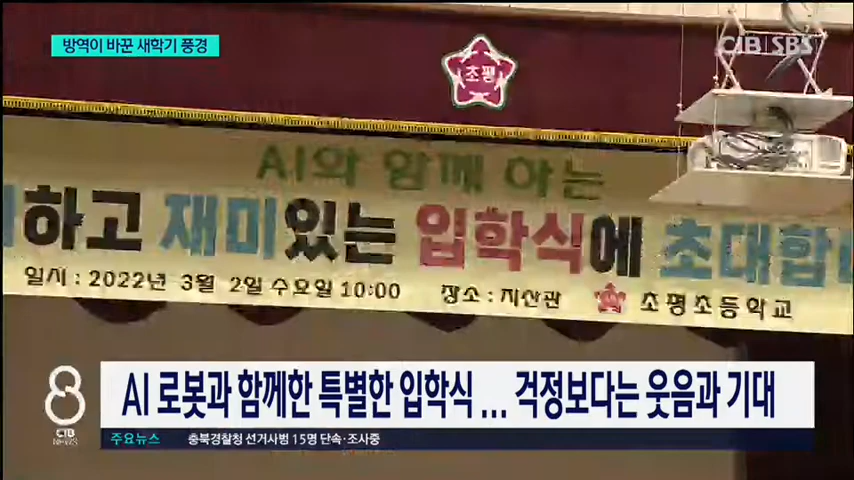 방역이 바꾼 새학기 풍경
CJB SBS
초평
AI와 함께 하는
하고 재미있는 입학식에 초대합니
일시 : 2022년 3월 2일 수요일 10:00 장소 : 지산관 초평초등학교
8 AI 로봇과 함께한 특별한 입학식 ... 걱정보다는 웃음과 기대
CJB NEWS
주요뉴스 충북경찰청 선거사범 15명 단속·조사중